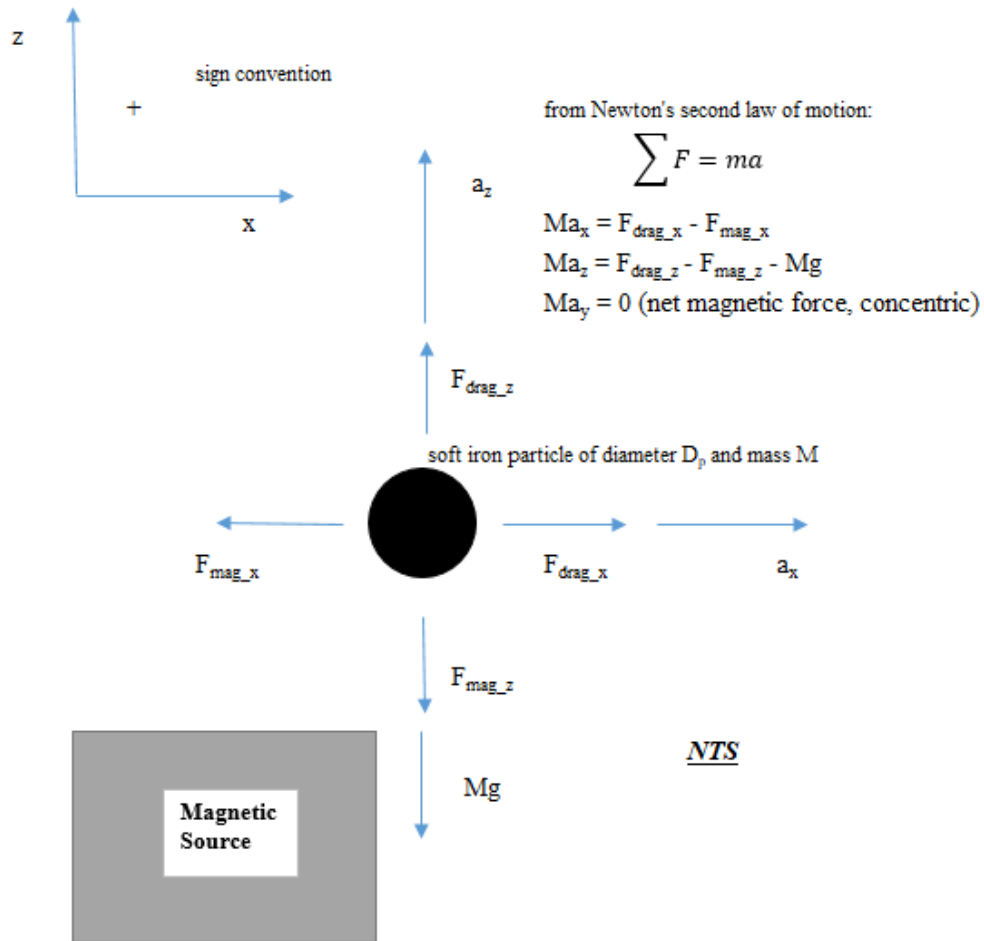 z
sign convention
+
x
from Newton's second law of motion:
∑ F = ma
Ma_x = F_drag_x - F_mag_x
Ma_z = F_drag_z - F_mag_z - Mg
Ma_y = 0 (net magnetic force, concentric)
a_z
F_drag_z
soft iron particle of diameter D_p and mass M
F_mag_x
F_drag_x
a_x
F_mag_z
Mg
NTS
Magnetic
Source